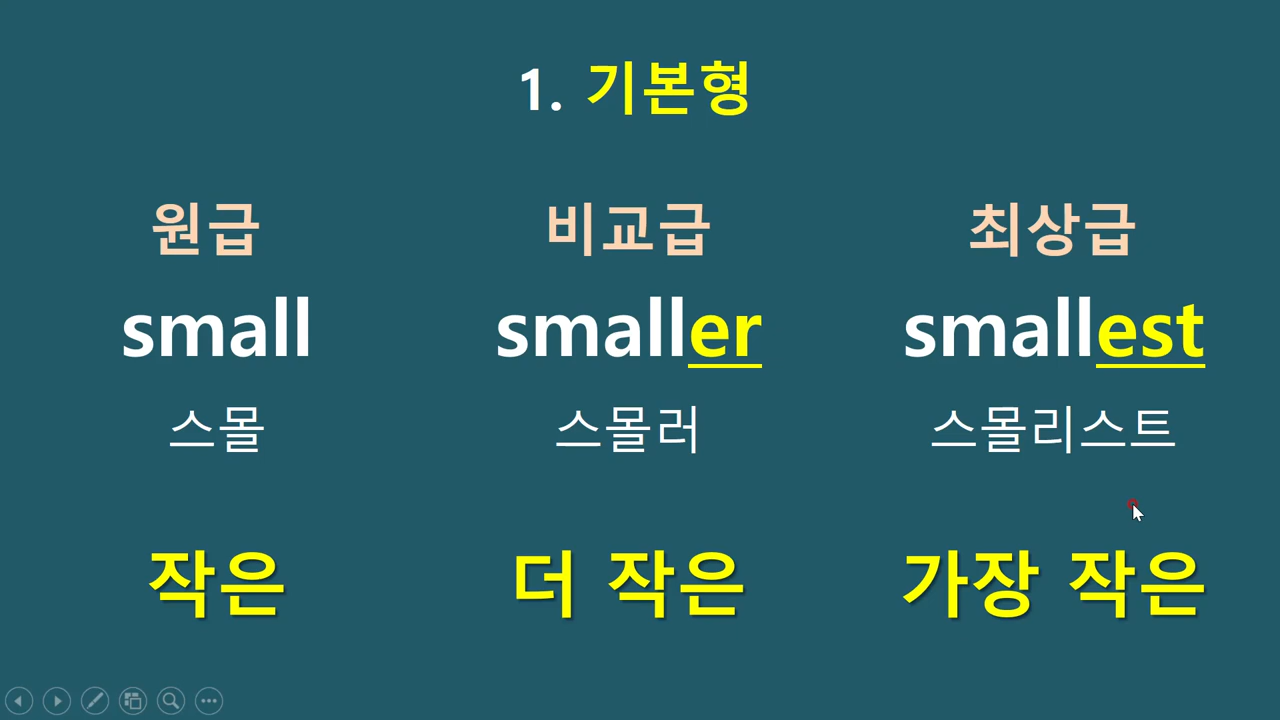 1. 기본형
원급 비교급 최상급
small smaller smallest
스몰 스몰러 스몰리스트
작은 더 작은 가장 작은